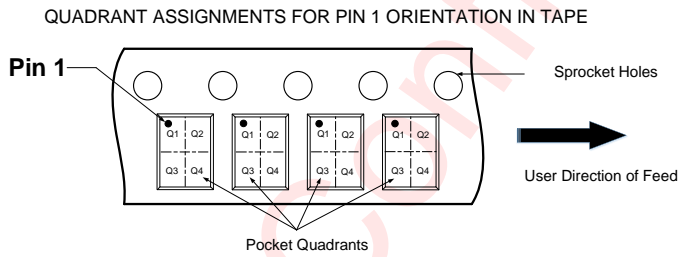 QUADRANT ASSIGNMENTS FOR PIN 1 ORIENTATION IN TAPE
Pin 1
Sprocket Holes
Q1 Q2 Q1 Q2 Q1 Q2 Q1 Q2
Q3 Q4 Q3 Q4 Q3 Q4 Q3 Q4
User Direction of Feed
Pocket Quadrants